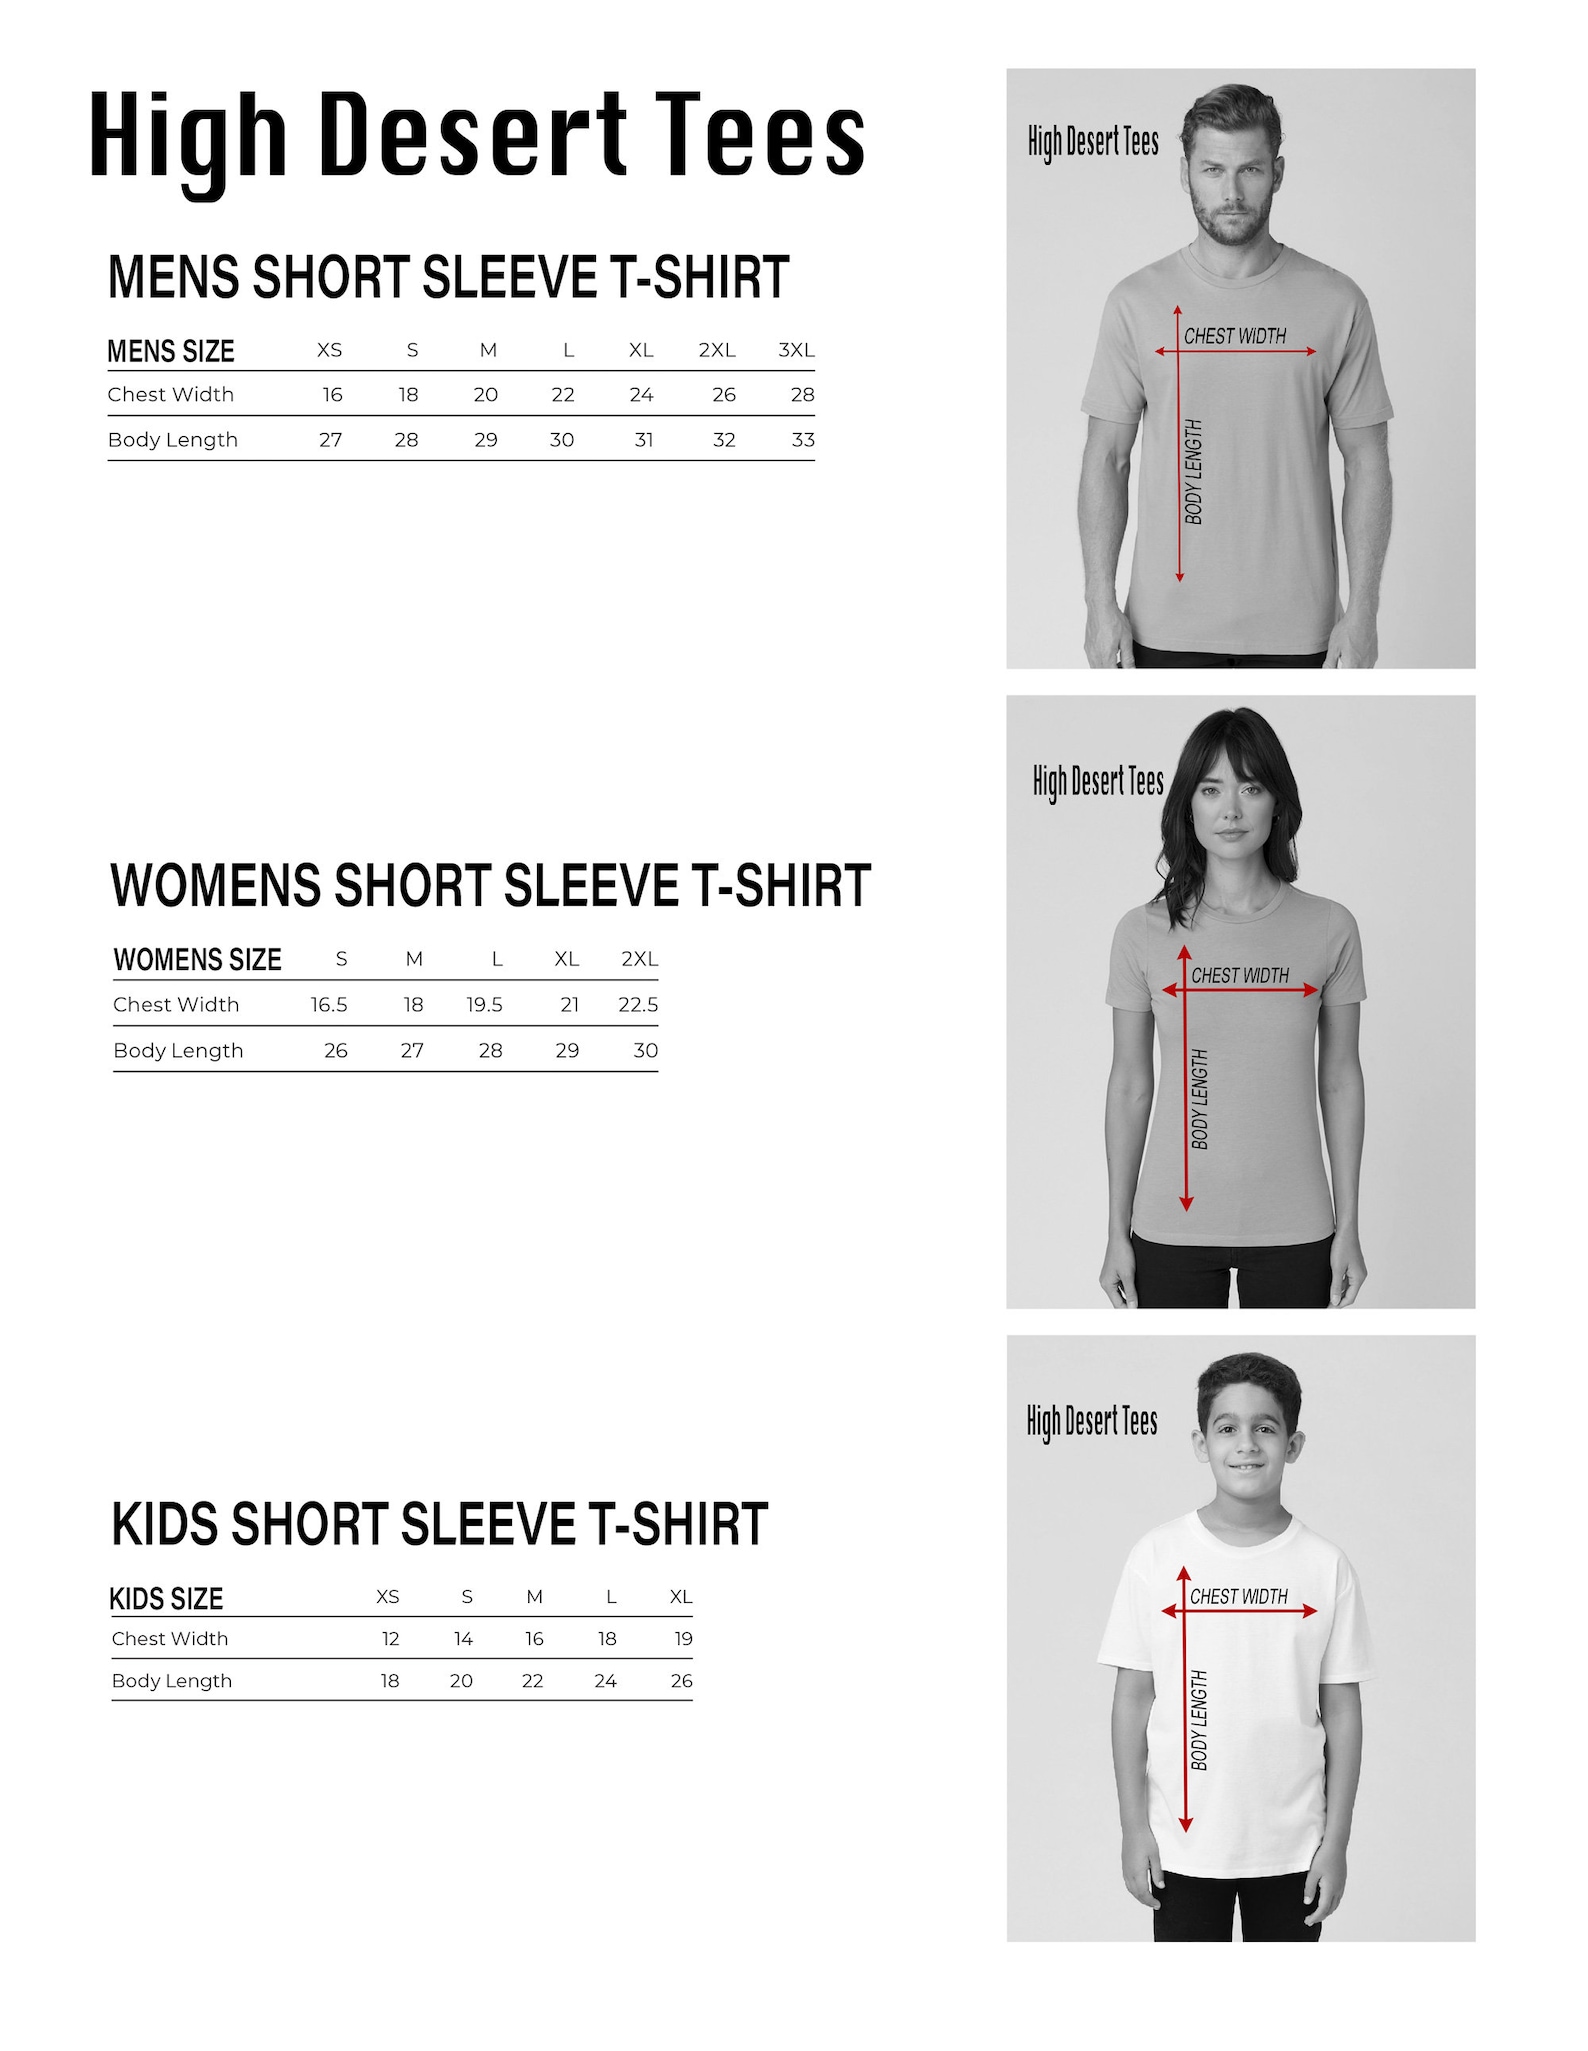 High Desert Tees
MENS SHORT SLEEVE T-SHIRT
MENS SIZE XS S M L XL 2XL 3XL
Chest Width 16 18 20 22 24 26 28
Body Length 27 28 29 30 31 32 33
High Desert Tees
CHEST WiDTH
BODY LENGTH
WOMENS SHORT SLEEVE T-SHIRT
WOMENS SIZE S M L XL 2XL
Chest Width 16.5 18 19.5 21 22.5
Body Length 26 27 28 29 30
High Desert Tees
CHEST WIDTH
BODY LENGTH
KIDS SHORT SLEEVE T-SHIRT
KIDS SIZE XS S M L XL
Chest Width 12 14 16 18 19
Body Length 18 20 22 24 26
High Desert Tees
CHEST WIDTH
BODY LENGTH